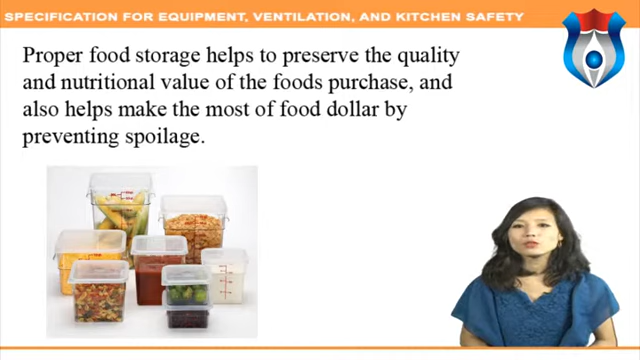 SPECIFICATION FOR EQUIPMENT, VENTILATION, AND KITCHEN SAFETY
Proper food storage helps to preserve the quality
and nutritional value of the foods purchase, and
also helps make the most of food dollar by
preventing spoilage.